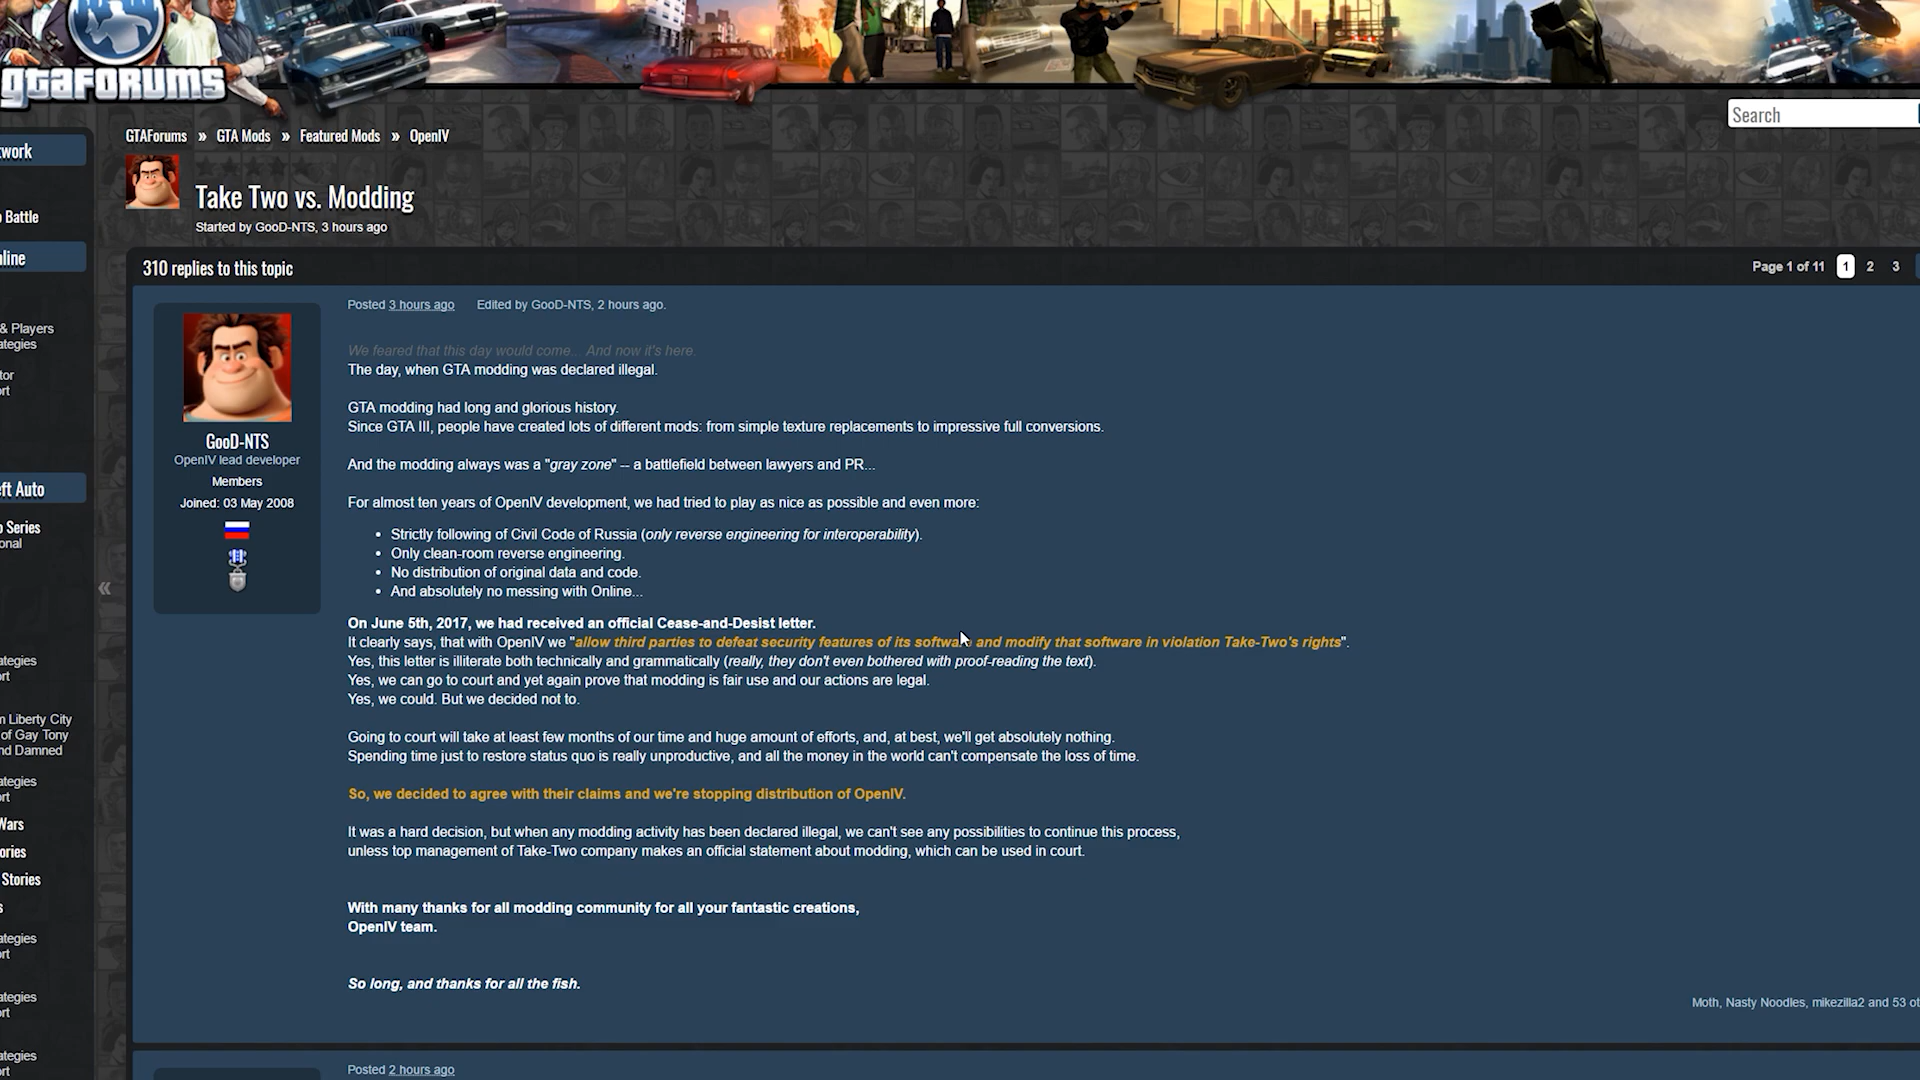 gtaFORUMS
Search
GTAForums » GTA Mods » Featured Mods » OpenIV
Take Two vs. Modding
Started by GooD-NTS, 3 hours ago
310 replies to this topic
Page 1 of 11 1 2 3
GooD-NTS
OpenIV lead developer
Members
Joined: 03 May 2008
Posted 3 hours ago Edited by GooD-NTS, 2 hours ago.
We feared that this day would come... And now it's here.
The day, when GTA modding was declared illegal.
GTA modding had long and glorious history.
Since GTA III, people have created lots of different mods: from simple texture replacements to impressive full conversions.
And the modding always was a "gray zone" -- a battlefield between lawyers and PR...
For almost ten years of OpenIV development, we had tried to play as nice as possible and even more:
• Strictly following of Civil Code of Russia (only reverse engineering for interoperability).
• Only clean-room reverse engineering.
• No distribution of original data and code.
• And absolutely no messing with Online...
On June 5th, 2017, we had received an official Cease-and-Desist letter.
It clearly says, that with OpenIV we "allow third parties to defeat security features of its software and modify that software in violation Take-Two's rights".
Yes, this letter is illiterate both technically and grammatically (really, they don't even bothered with proof-reading the text).
Yes, we can go to court and yet again prove that modding is fair use and our actions are legal.
Yes, we could. But we decided not to.
Going to court will take at least few months of our time and huge amount of efforts, and, at best, we'll get absolutely nothing.
Spending time just to restore status quo is really unproductive, and all the money in the world can't compensate the loss of time.
So, we decided to agree with their claims and we're stopping distribution of OpenIV.
It was a hard decision, but when any modding activity has been declared illegal, we can't see any possibilities to continue this process,
unless top management of Take-Two company makes an official statement about modding, which can be used in court.
With many thanks for all modding community for all your fantastic creations,
OpenIV team.
So long, and thanks for all the fish.
Moth, Nasty Noodles, mikezilla2 and 53 ot
Posted 2 hours ago
work
Battle
nline
& Players
ategies
tor
ort
eft Auto
o Series
onal
ategies
ort
m Liberty City
of Gay Tony
nd Damned
ategies
ort
Wars
ories
Stories
s
ategies
ort
ategies
ort
ategies
ort